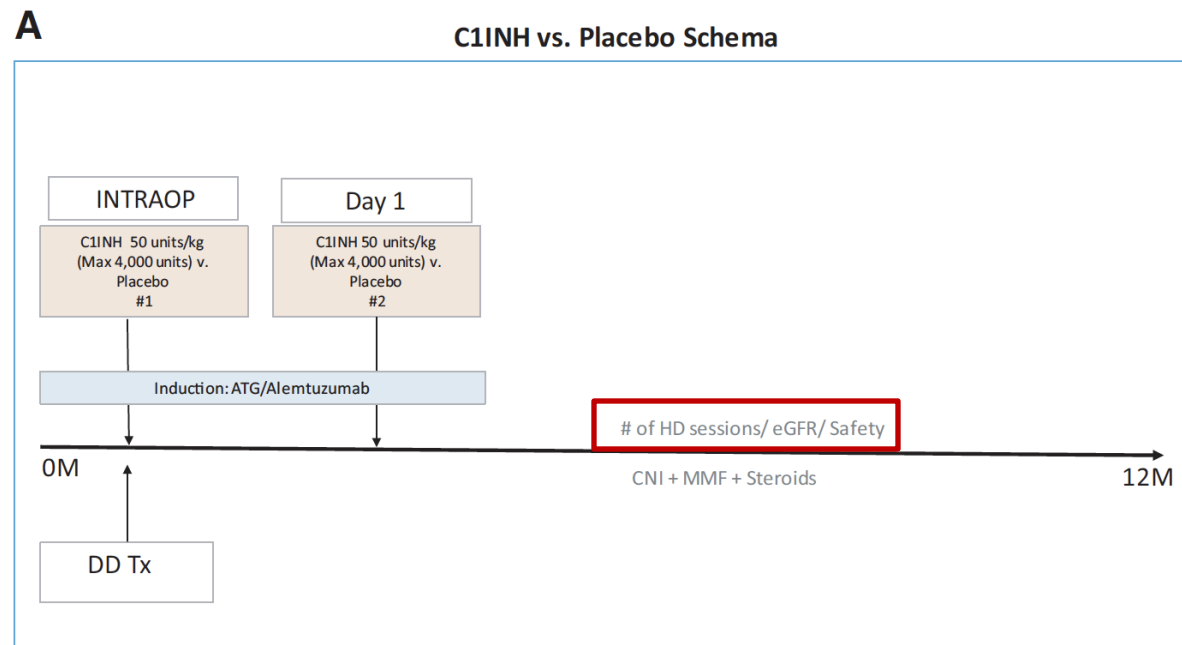 A
C1INH vs. Placebo Schema
INTRAOP
C1INH 50 units/kg
(Max 4,000 units) v.
Placebo
#1
Day 1
C1INH 50 units/kg
(Max 4,000 units) v.
Placebo
#2
Induction: ATG/Alemtuzumab
# of HD sessions/ eGFR/ Safety
0M
CNI + MMF + Steroids
12M
DD Tx